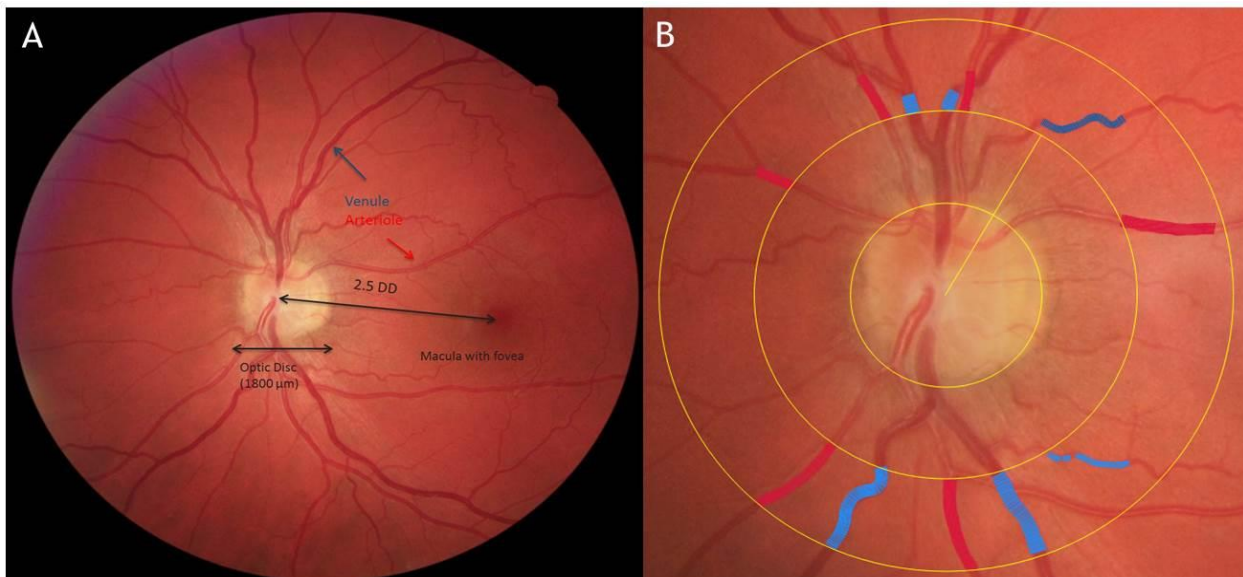 A
B
Venule
Arteriole
2.5 DD
Macula with fovea
Optic Disc
(1800 µm)